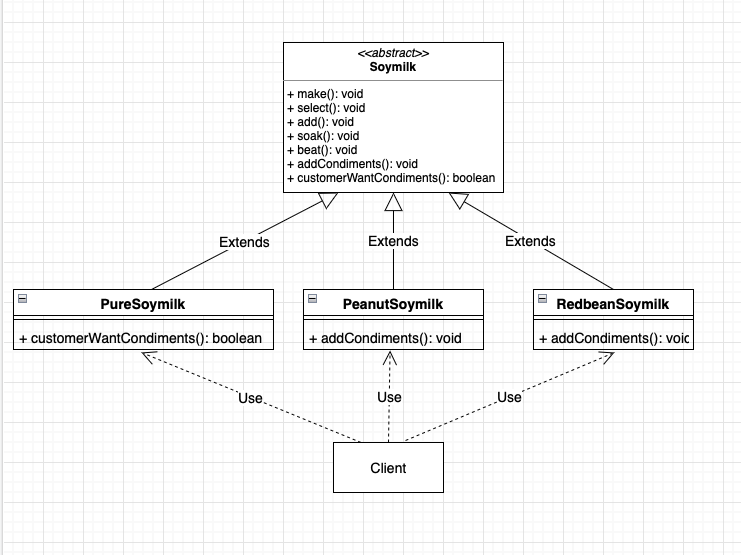 <<abstract>>
Soymilk
+ make(): void
+ select(): void
+ add(): void
+ soak(): void
+ beat(): void
+ addCondiments(): void
+ customerWantCondiments(): boolean
Extends
Extends
Extends
PureSoymilk
+ customerWantCondiments(): boolean
PeanutSoymilk
+ addCondiments(): void
RedbeanSoymilk
+ addCondiments():
Use
Use
Use
Client